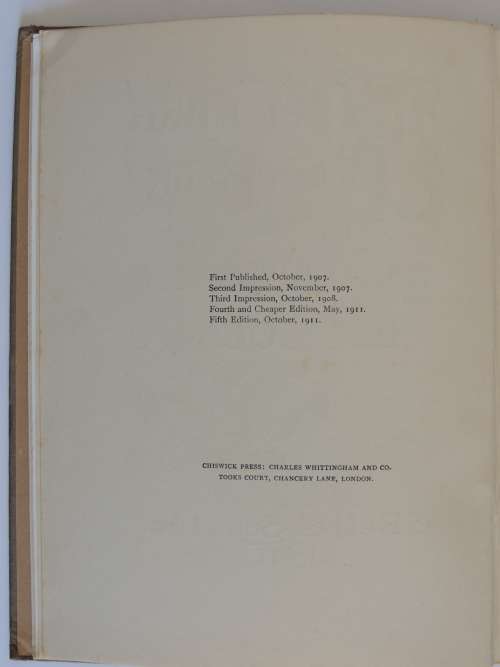 First Published, October, 1907.
Second Impression, November, 1907.
Third Impression, October, 1908.
Fourth and Cheaper Edition, May, 1911.
Fifth Edition, October, 1911.
CHISWICK PRESS: CHARLES WHITTINGHAM AND CO.
TOOKS COURT, CHANCERY LANE, LONDON.